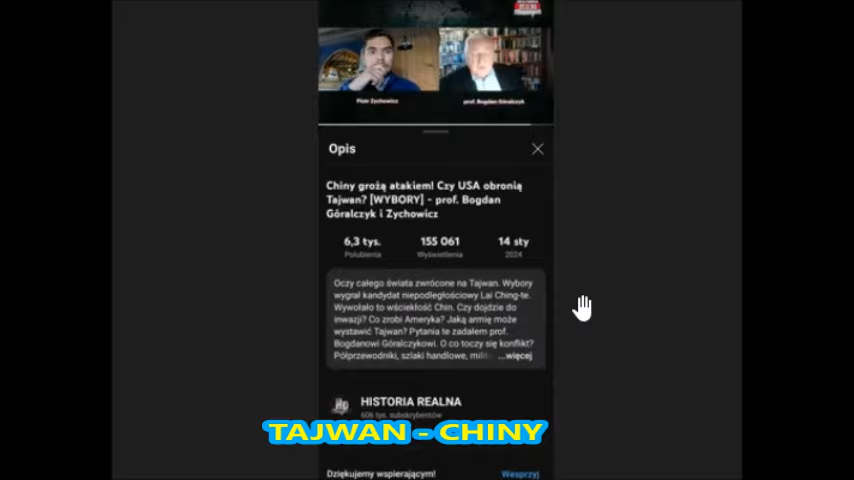 Piotr Zychowicz
prof. Bogdan Góralczyk
Opis
Chiny grożą atakiem! Czy USA obronią
Tajwan? [WYBORY] - prof. Bogdan
Góralczyk i Zychowicz
6,3 tys.
155 061
14 sty
Polubienia
Wyświetlenia
2024
Oczy całego świata zwrócone na Tajwan. Wybory
wygrał kandydat niepodległościowy Lai Ching-te.
Wywołało to wściekłość Chin. Czy dojdzie do
inwazji? Co zrobi Ameryka? Jaką armię może
wystawić Tajwan? Pytania te zadałem prof.
Bogdanowi Góralczykowi. O co toczy się konflikt?
Półprzewodniki, szlaki handlowe, milit ...więcej
HISTORIA REALNA
606 tys. subskrybentów
TAJWAN - CHINY
Dziękujemy wspierającym!
Wesprzyj